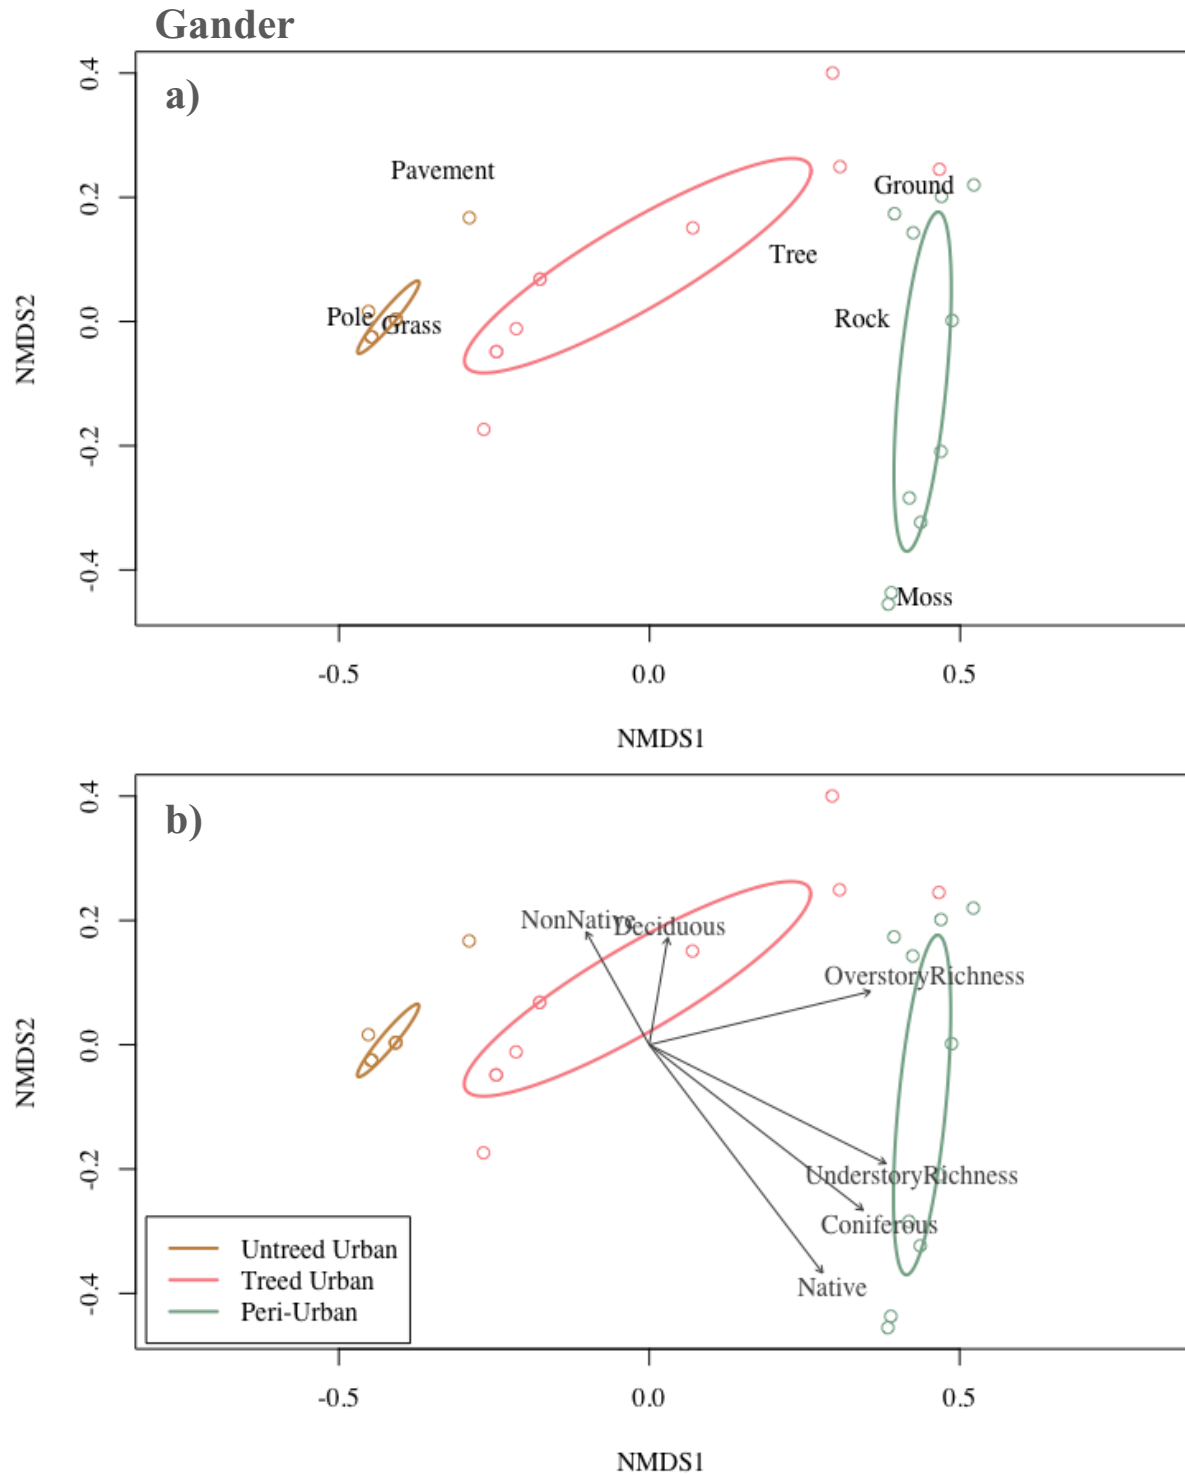 Gander
a)
0.4
0.2
0.0
-0.2
-0.4
NMDS2
Pavement
Ground
Tree
Pole
Grass
Rock
Moss
-0.5 0.0 0.5
NMDS1
b)
0.4
0.2
0.0
-0.2
-0.4
NMDS2
NonNative
Deciduous
OverstoryRichness
UnderstoryRichness
Coniferous
Native
Untreed Urban
Treed Urban
Peri-Urban
-0.5 0.0 0.5
NMDS1